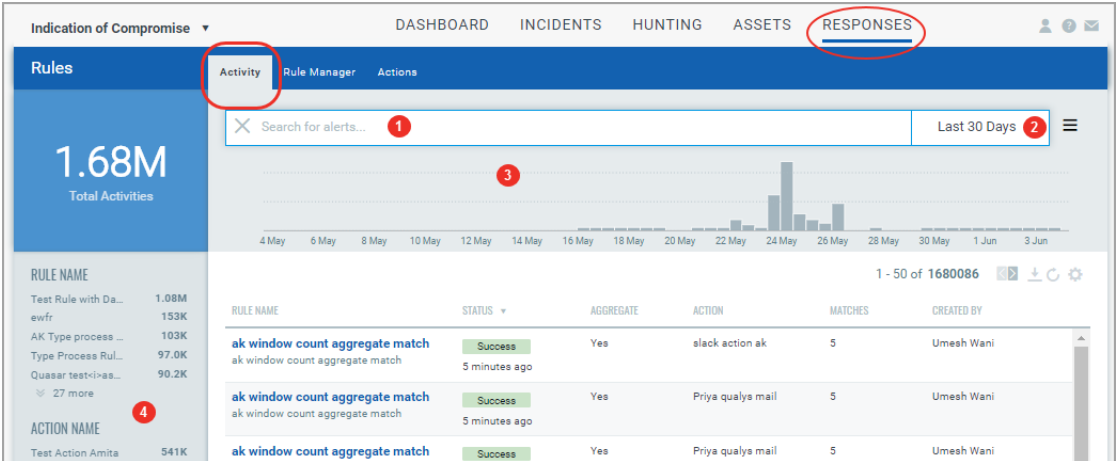 Indication of Compromise ▼ DASHBOARD INCIDENTS HUNTING ASSETS RESPONSES
Rules Activity Rule Manager Actions
Search for alerts... 1 Last 30 Days 2
1.68M
Total Activities
3
4 May 6 May 8 May 10 May 12 May 14 May 16 May 18 May 20 May 22 May 24 May 26 May 28 May 30 May 1 Jun 3 Jun
1 - 50 of 1680086
RULE NAME
Test Rule with Da... 1.08M
ewfr 153K
AK Type process ... 103K
Type Process Rul... 97.0K
Quasar test<i>as... 90.2K
27 more
4
ACTION NAME
Test Action Amita 541K
RULE NAME STATUS ▼ AGGREGATE ACTION MATCHES CREATED BY
ak window count aggregate match Success Yes slack action ak 5 Umesh Wani
ak window count aggregate match 5 minutes ago
ak window count aggregate match Success Yes Priya qualys mail 5 Umesh Wani
ak window count aggregate match 5 minutes ago
ak window count aggregate match Success Yes Priya qualys mail 5 Umesh Wani